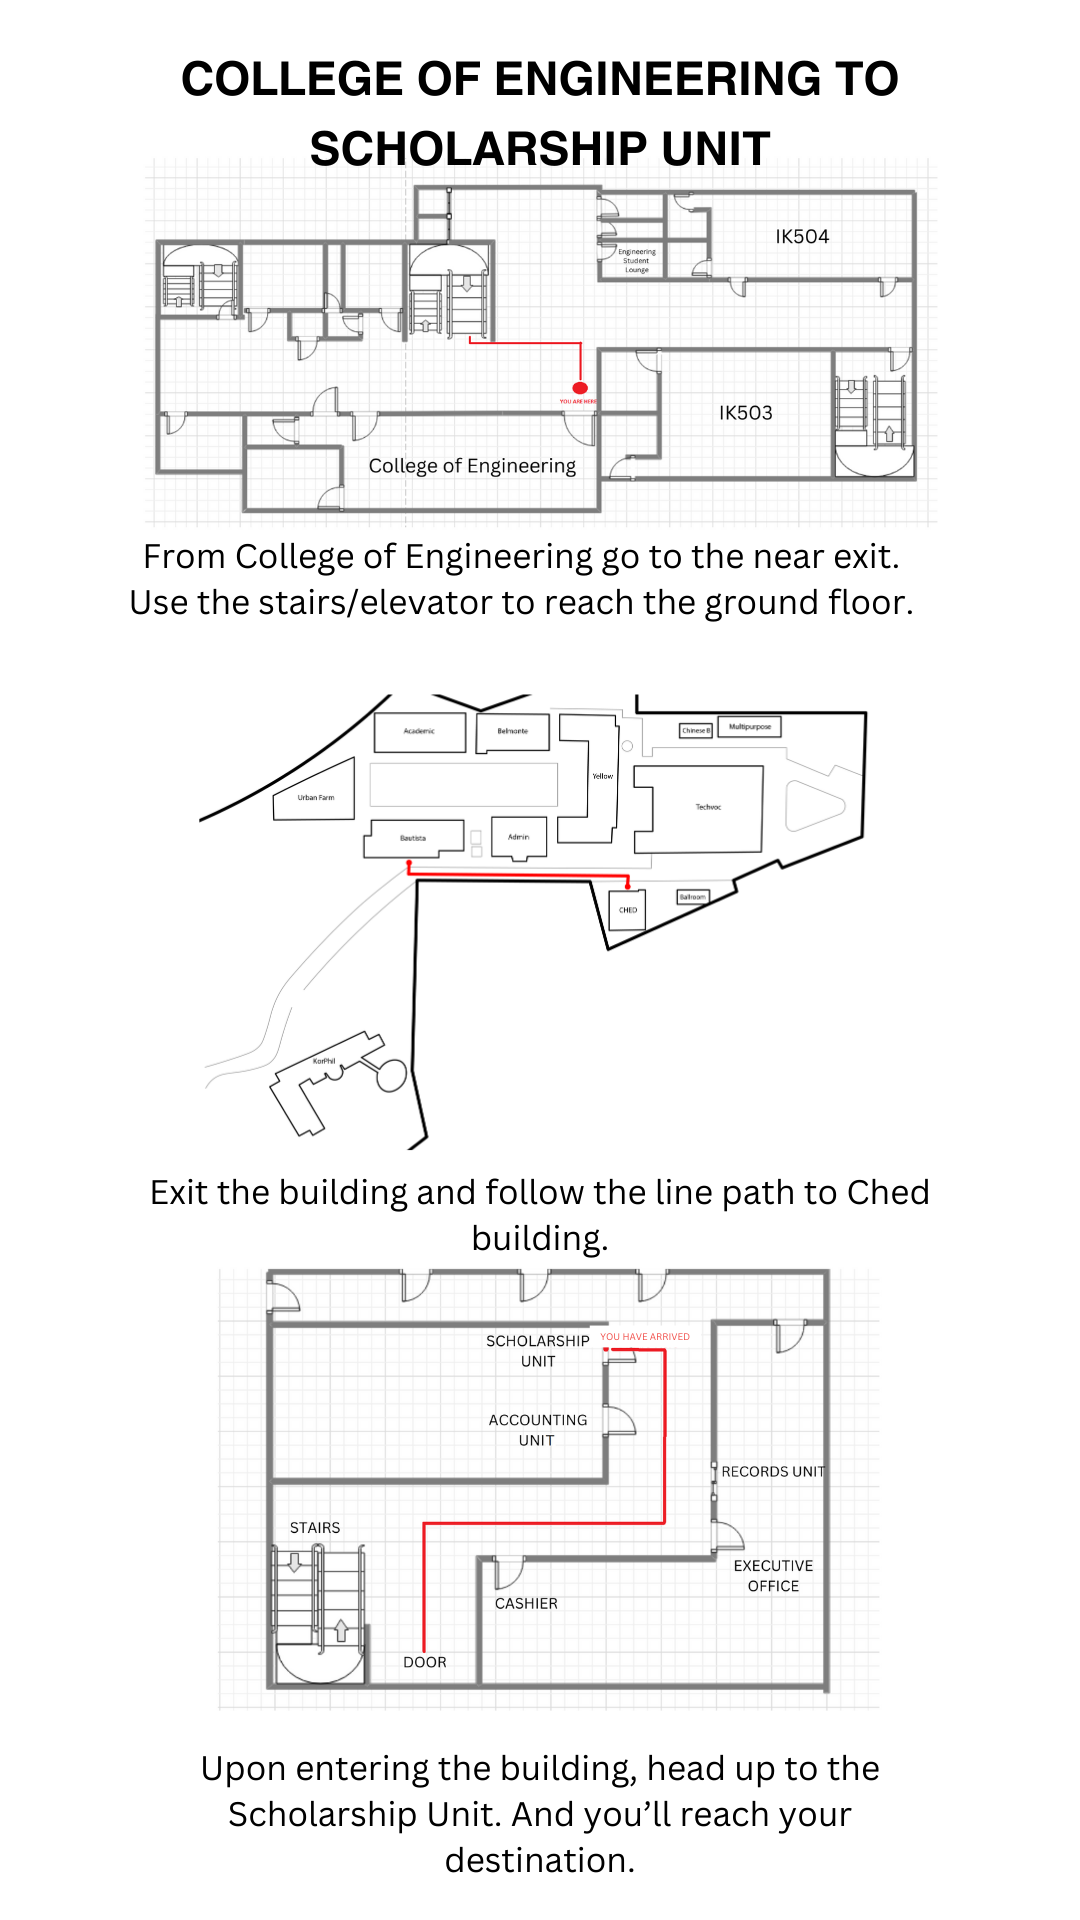 COLLEGE OF ENGINEERING TO
SCHOLARSHIP UNIT
IK504
Engineering
Student
Lounge
YOU ARE HERE
IK503
College of Engineering
From College of Engineering go to the near exit.
Use the stairs/elevator to reach the ground floor.
Academic
Belmonte
Chinese B
Multipurpose
Yellow
Urban Farm
Techvoc
Bautista
Admin
CHED
Ballroom
KorPhil
Exit the building and follow the line path to Ched
building.
SCHOLARSHIP
UNIT
YOU HAVE ARRIVED
ACCOUNTING
UNIT
RECORDS UNIT
STAIRS
EXECUTIVE
OFFICE
CASHIER
DOOR
Upon entering the building, head up to the
Scholarship Unit. And you’ll reach your
destination.